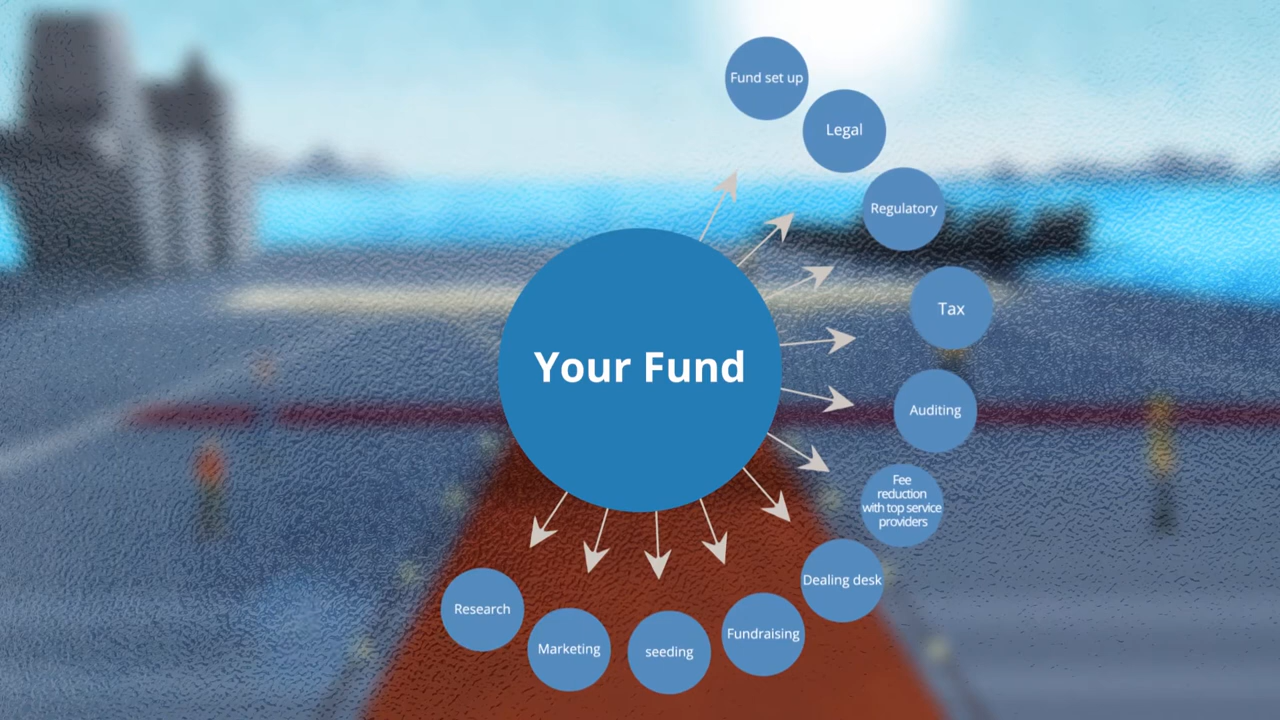 Fund set up
Legal
Regulatory
Tax
Your Fund
Auditing
Fee
reduction
with top service
providers
Dealing desk
Fundraising
seeding
Marketing
Research